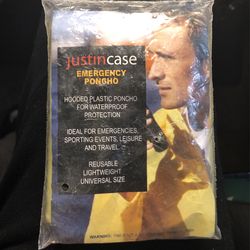 justincase
EMERGENCY
PONCHO
HOODED PLASTIC PONCHO
FOR WATERPROOF
PROTECTION
IDEAL FOR EMERGENCIES,
SPORTING EVENTS, LEISURE
AND TRAVEL
REUSABLE
LIGHTWEIGHT
UNIVERSAL SIZE
WARNING: